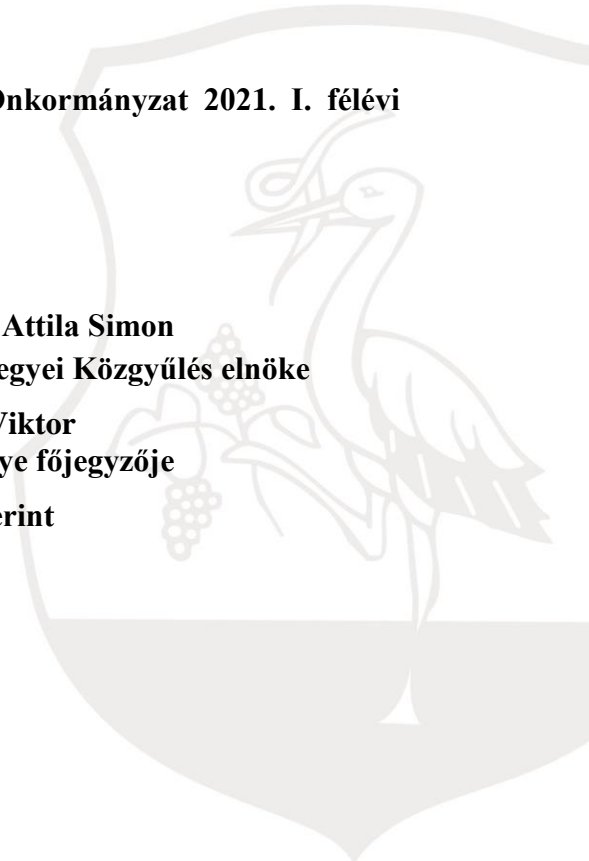 Önkormányzat 2021. I. félévi
Attila Simon
egyei Közgyűlés elnöke
Viktor
ye főjegyzője
erint